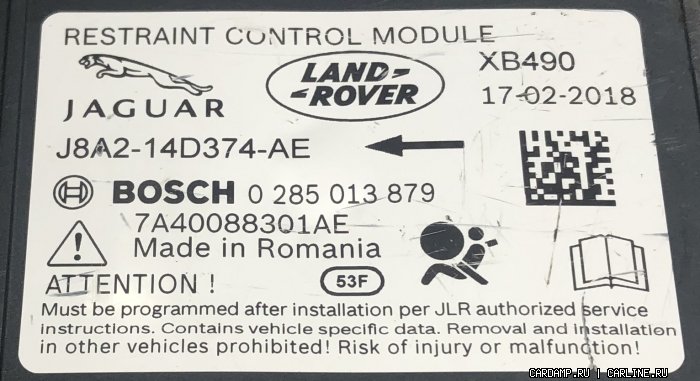 RESTRAINT CONTROL MODULE
JAGUAR
LAND-
-ROVER
XB490
17-02-2018
J8A2-14D374-AE
BOSCH 0 285 013 879
7A40088301AE
Made in Romania
ATTENTION !
53F
Must be programmed after installation per JLR authorized service
instructions. Contains vehicle specific data. Removal and installation
in other vehicles prohibited! Risk of injury or malfunction!
CARDAMP.RU | CARLINE.RU